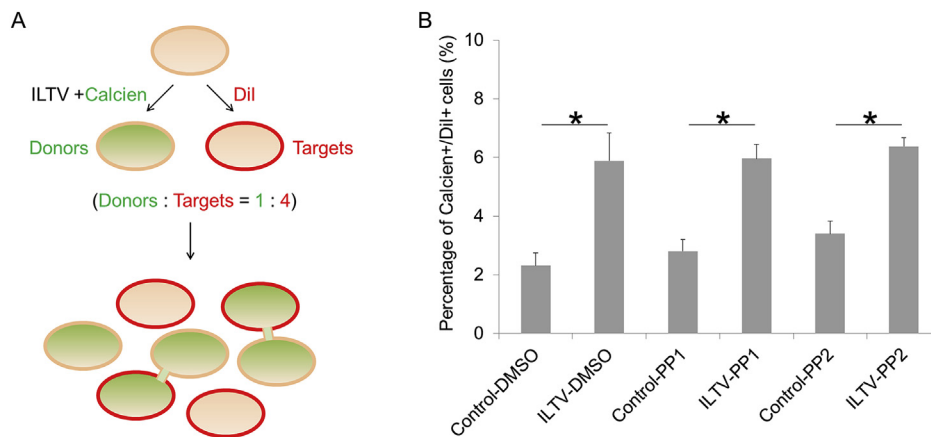 A
ILTV +Calcien
DiI
Donors
Targets
(Donors : Targets = 1 : 4)
B
Percentage of Calcien+/DiI+ cells (%)
10
8
6
4
2
0
*
*
*
Control-DMSO
ILTV-DMSO
Control-PP1
ILTV-PP1
Control-PP2
ILTV-PP2